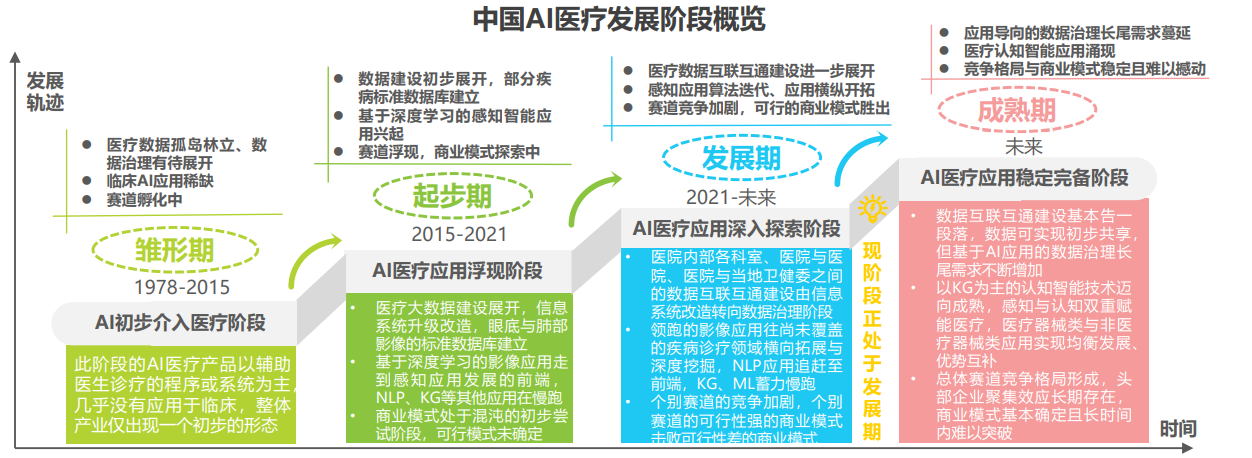 中国AI医疗发展阶段概览
发展
轨迹
医疗数据孤岛林立、数
据治理有待展开
临床AI应用稀缺
赛道孵化中
雏形期
1978-2015
AI初步介入医疗阶段
此阶段的AI医疗产品以辅助
医生诊疗的程序或系统为主，
几乎没有应用于临床，整体
产业仅出现一个初步的形态
数据建设初步展开，部分疾
病标准数据库建立
基于深度学习的感知智能应
用兴起
赛道浮现，商业模式探索中
起步期
2015-2021
AI医疗应用浮现阶段
医疗大数据建设展开，信息
系统升级改造，眼底与肺部
影像的标准数据库建立
基于深度学习的影像应用走
到感知应用发展的前端，
NLP、KG等其他应用在慢跑
商业模式处于混沌的初步尝
试阶段，可行模式未确定
医疗数据互联互通建设进一步展开
感知应用算法迭代、应用横纵开拓
赛道竞争加剧，可行的商业模式胜出
发展期
2021-未来
AI医疗应用深入探索阶段
医院内部各科室、医院与医
院、医院与当地卫健委之间
的数据互联互通建设由信息
系统改造转向数据治理阶段
领跑的影像应用往尚未覆盖
的疾病诊疗领域横向拓展与
深度挖掘，NLP应用追赶至
前端，KG、ML蓄力慢跑
个别赛道的竞争加剧，个别
赛道的可行性强的商业模式
击败可行性差的商业模式
现阶段正处于发展期
应用导向的数据治理长尾需求蔓延
医疗认知智能应用涌现
竞争格局与商业模式稳定且难以撼动
成熟期
未来
AI医疗应用稳定完备阶段
数据互联互通建设基本告一
段落，数据可实现初步共享，
但基于AI应用的数据治理长
尾需求不断增加
以KG为主的认知智能技术迈
向成熟，感知与认知双重赋
能医疗，医疗器械类与非医
疗器械类应用实现均衡发展、
优势互补
总体赛道竞争格局形成，头
部企业聚集效应长期存在，
商业模式基本确定且长时间
内难以突破
时间